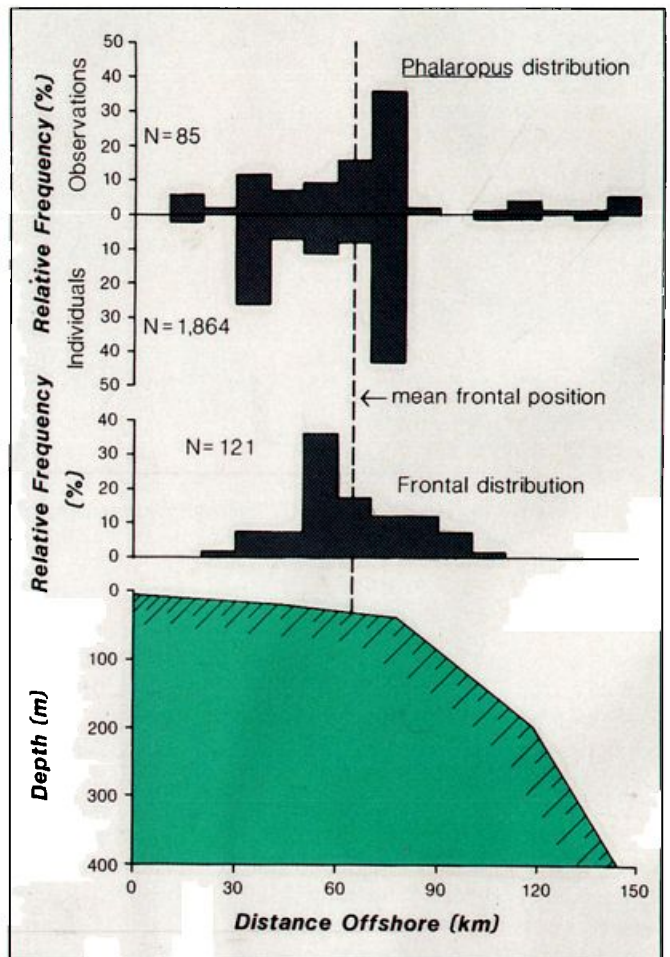 Phalaropus distribution
50
40
30
20
10
0
10
20
30
40
50
Relative Frequency (%)
Observations
Individuals
N=85
N=1,864
← mean frontal position
40
30
20
10
0
Relative Frequency
(%)
N=121
Frontal distribution
0
100
200
300
400
Depth (m)
0 30 60 90 120 150
Distance Offshore (km)